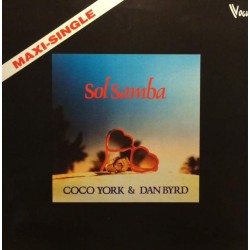 MAXI-SINGLE
Sol Samba
COCO YORK & DAN BYRD